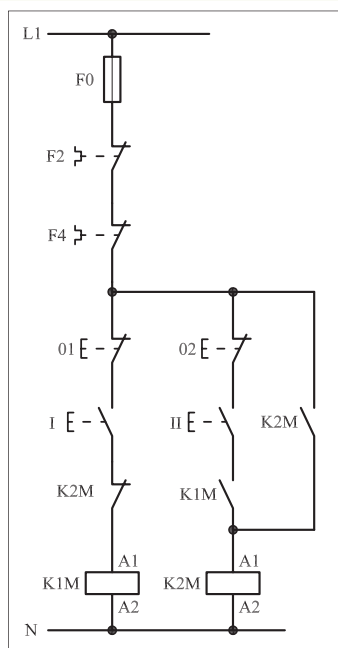 L1
F0
F2
F4
01 02
I II K2M
K2M K1M
A1 A1
K1M K2M
A2 A2
N